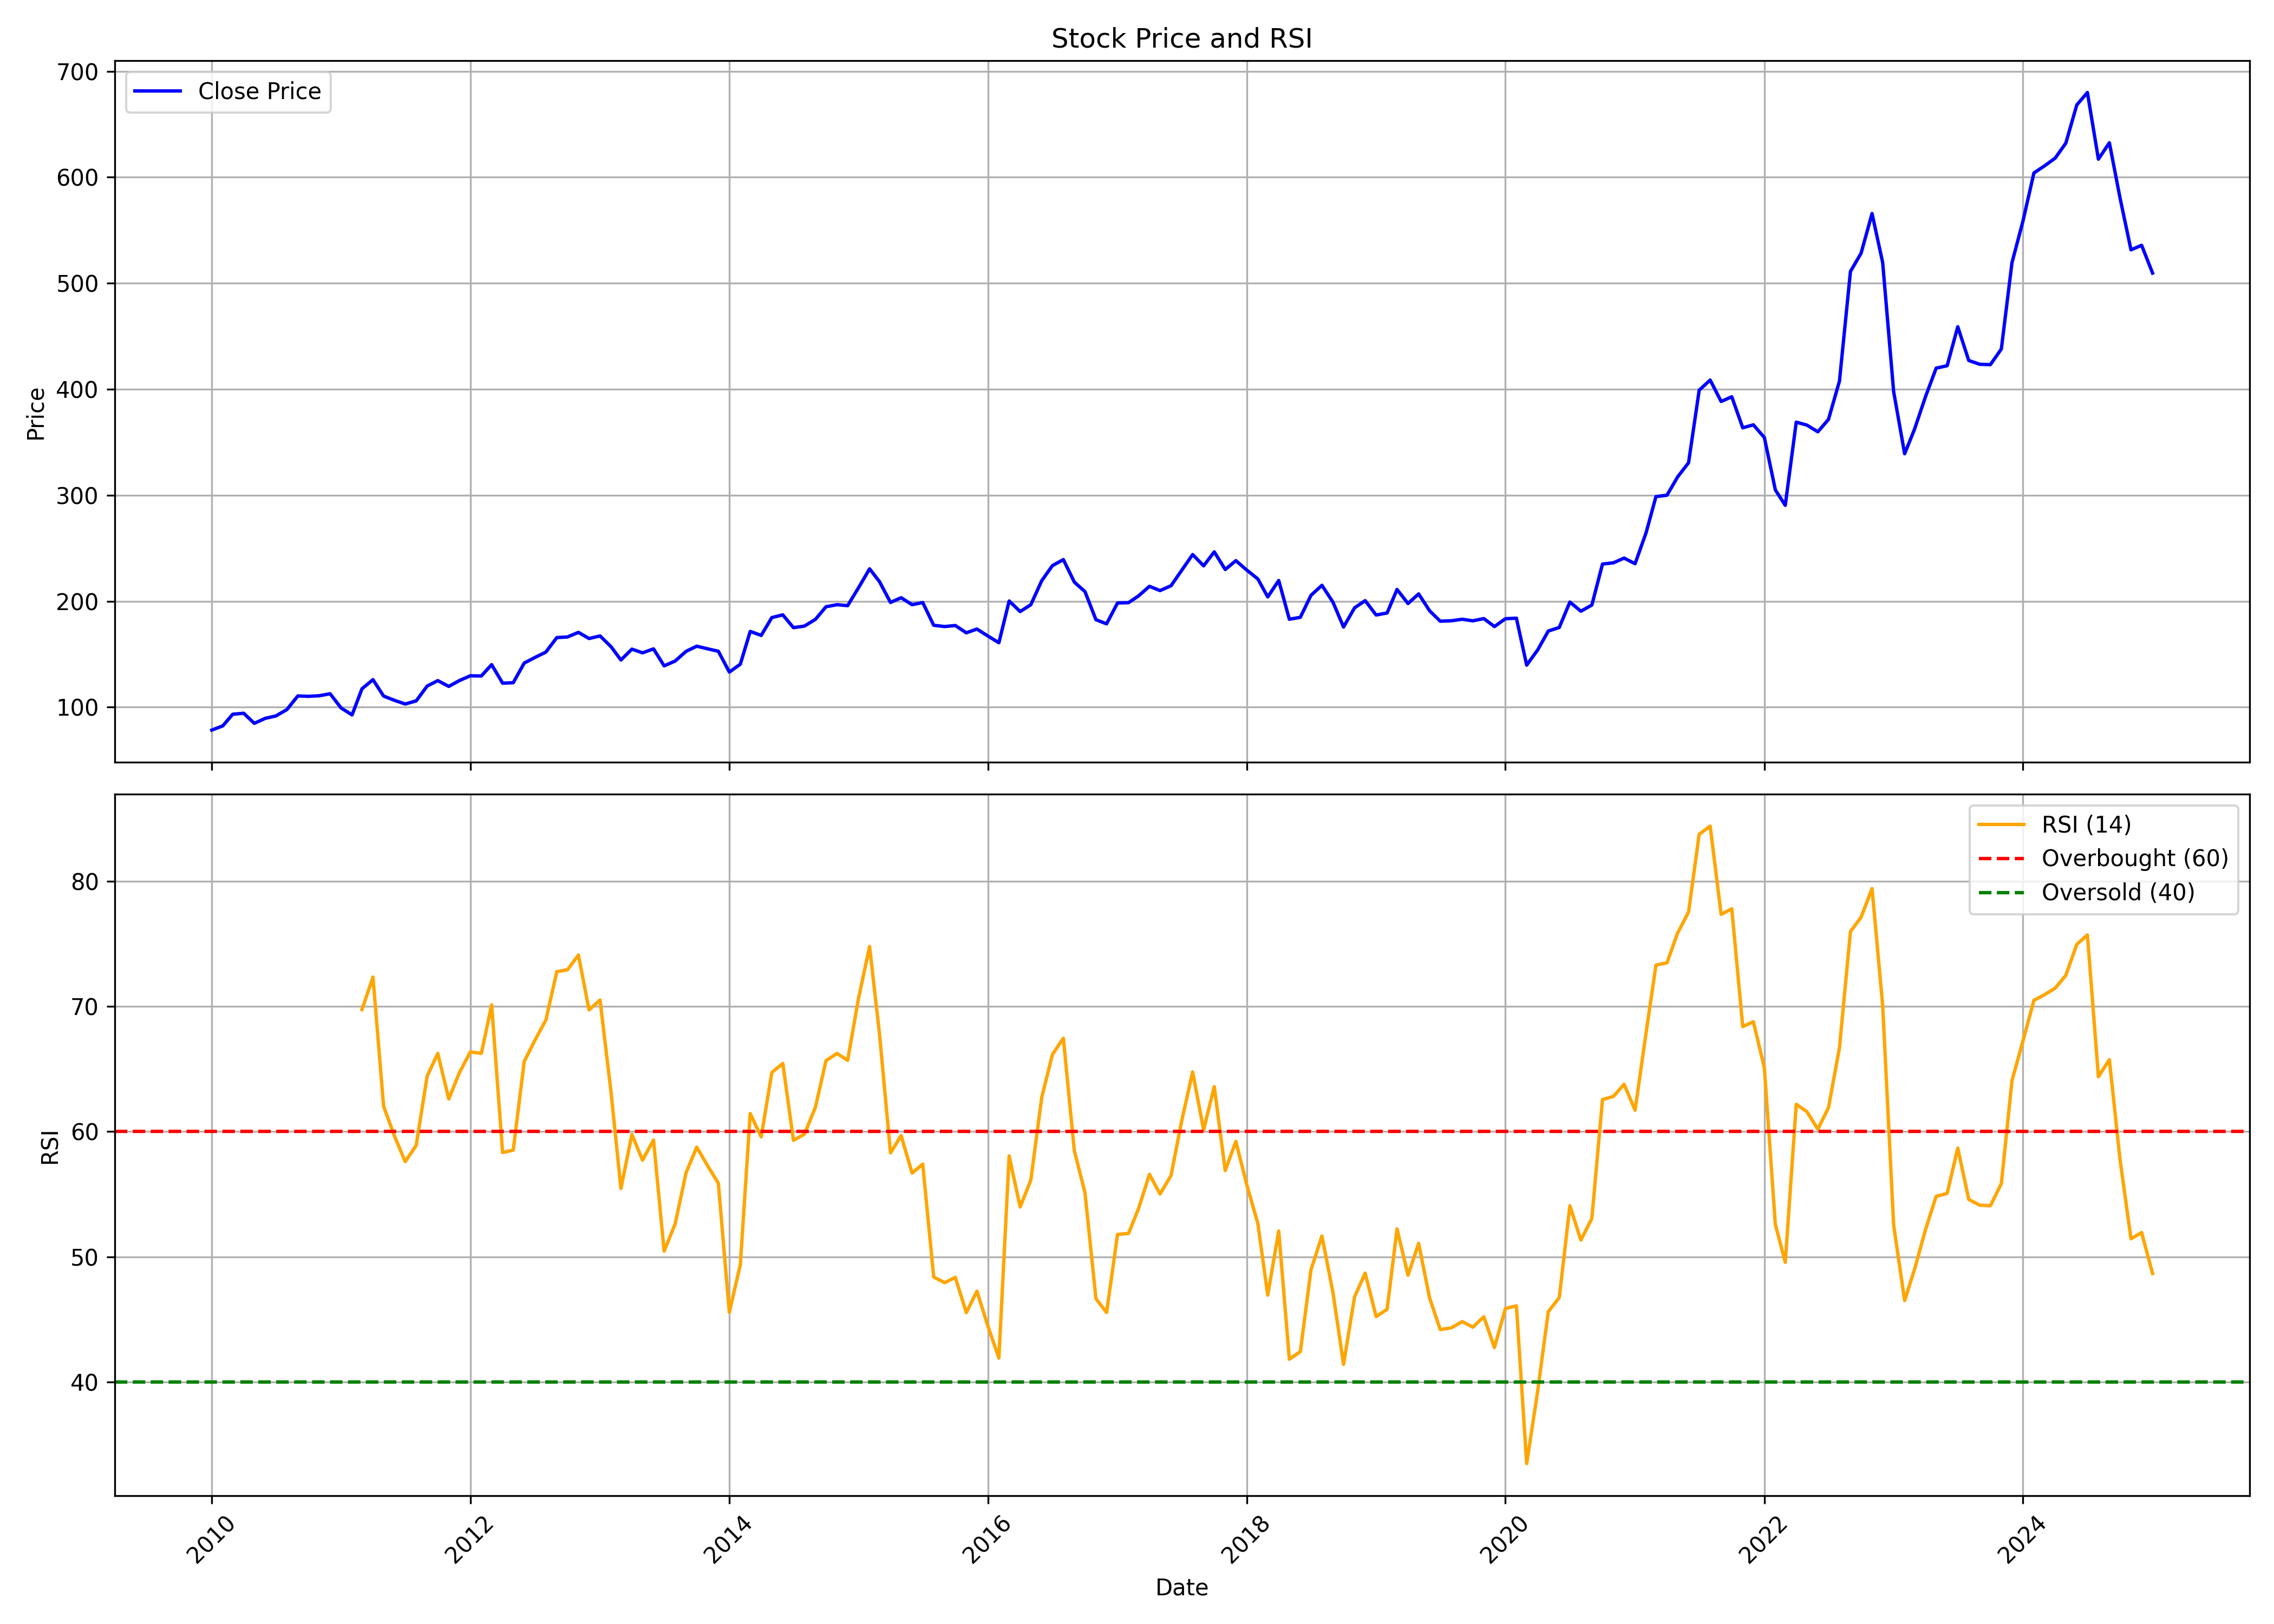 Stock Price and RSI
700
600
500
400
300
200
100
Price
Close Price
80
70
60
50
40
RSI
RSI (14)
Overbought (60)
Oversold (40)
2010
2012
2014
2016
2018
2020
2022
2024
Date